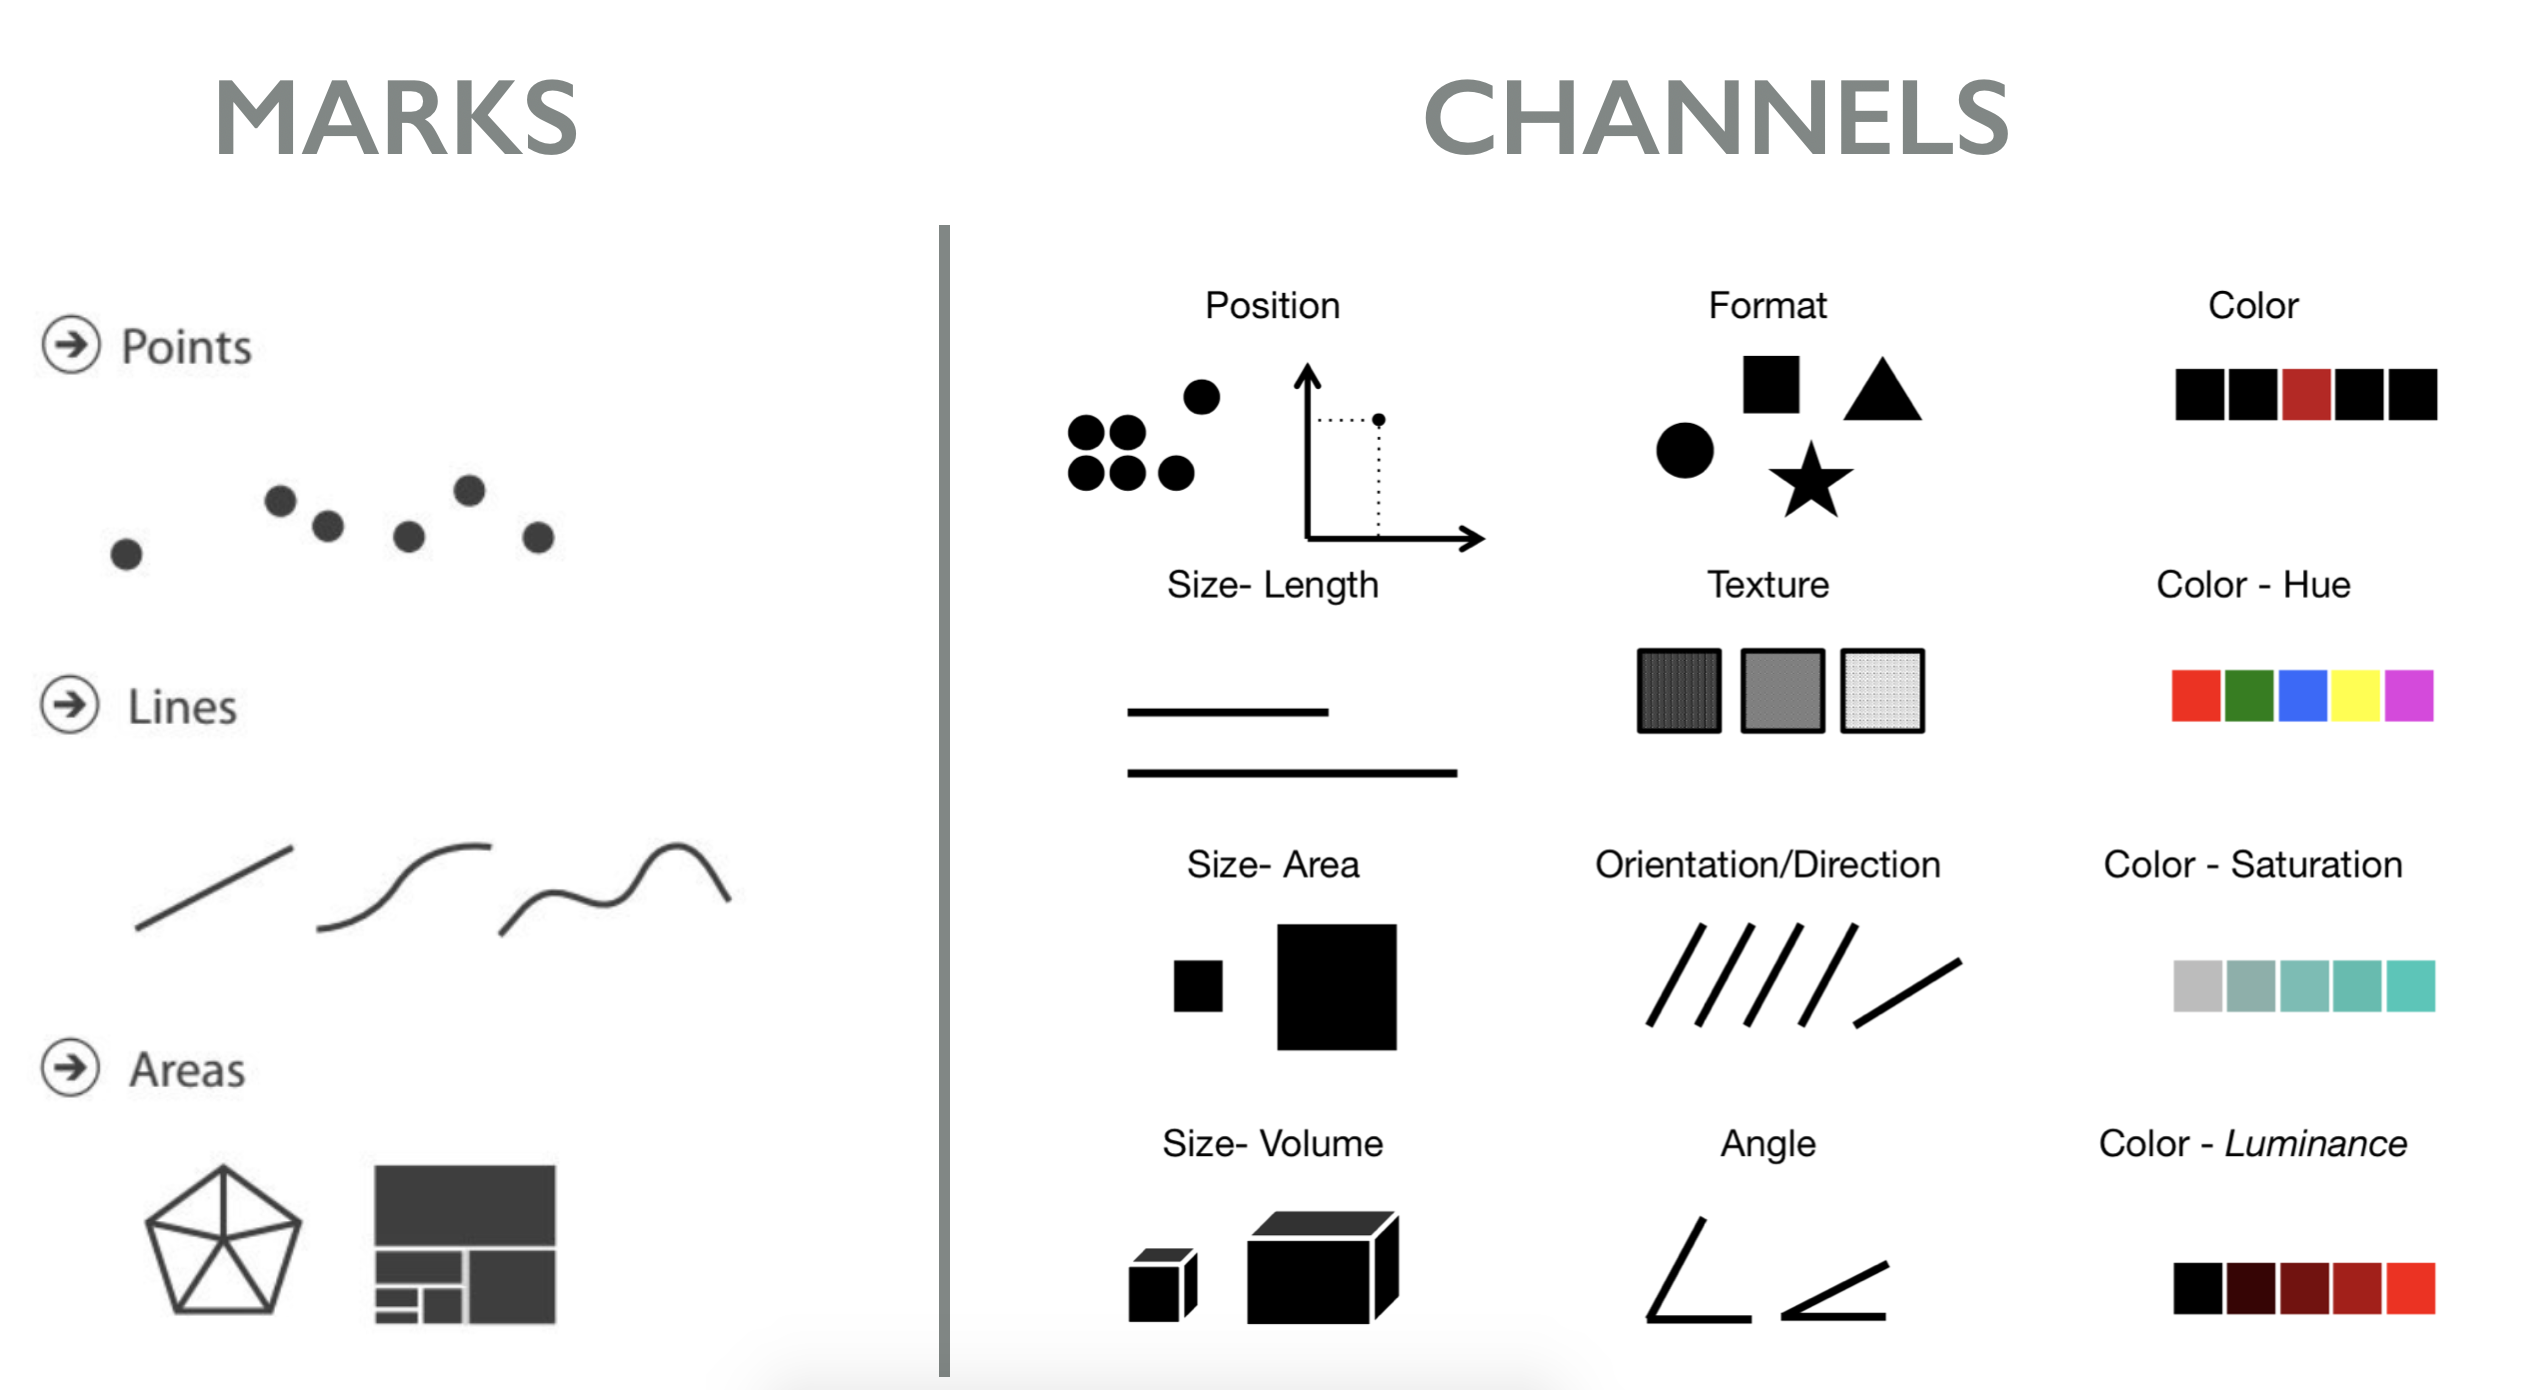 MARKS
Points
Lines
Areas
CHANNELS
Position
Format
Color
Size- Length
Texture
Color - Hue
Size- Area
Orientation/Direction
Color - Saturation
Size- Volume
Angle
Color - Luminance